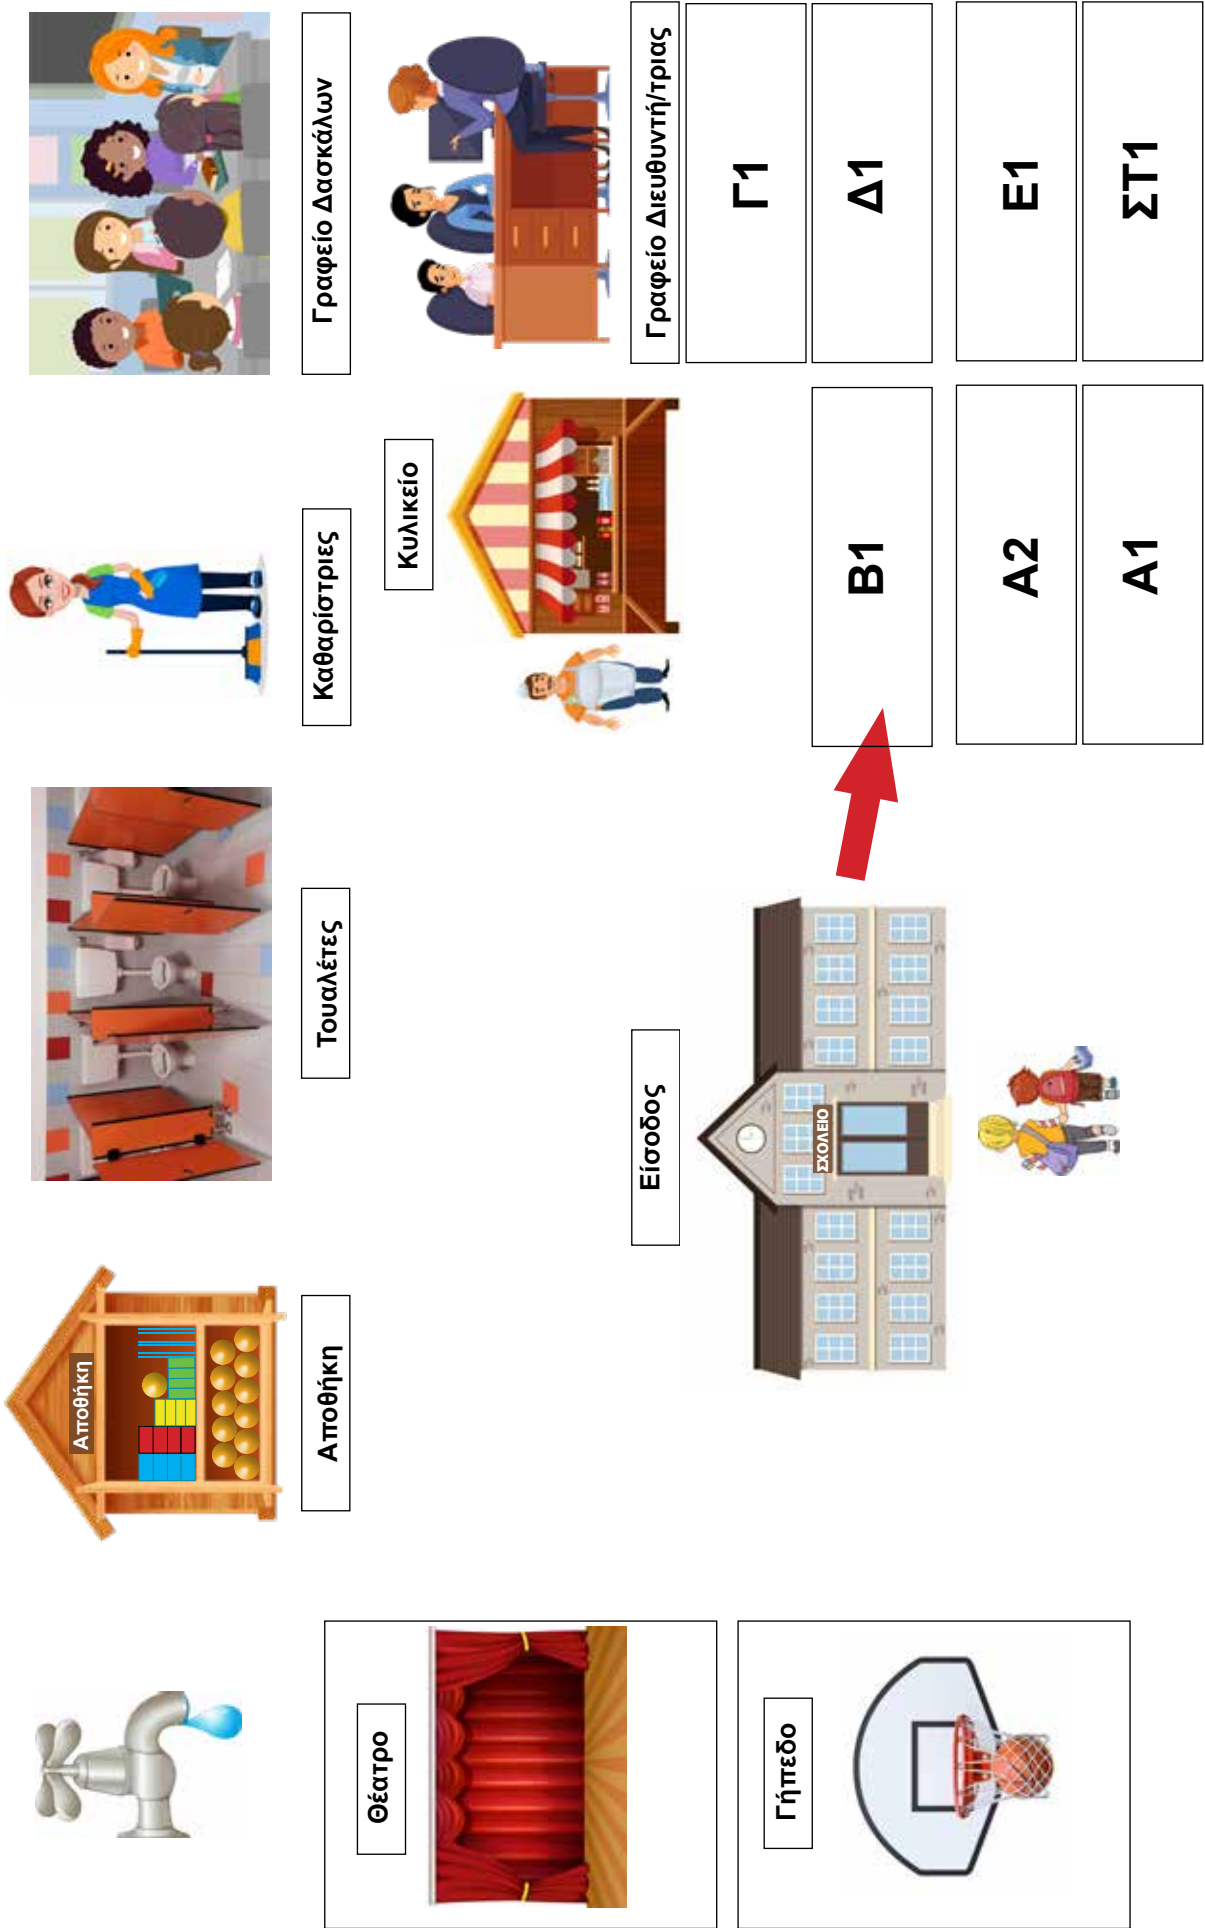 Αποθήκη
Αποθήκη
Τουαλέτες
Καθαρίστριες
Γραφείο Δασκάλων
Θέατρο
Κυλικείο
Είσοδος
Γραφείο Διευθυντή/τριας
Γ1
Γήπεδο
ΣΧΟΛΕΙΟ
Β1
Δ1
Α2
Ε1
Α1
ΣΤ1